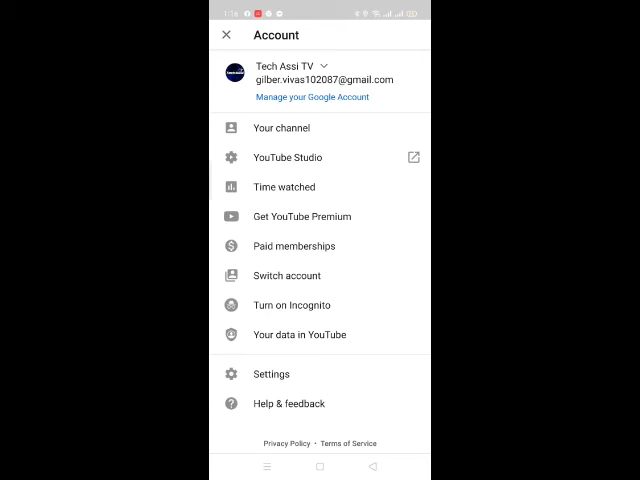 1:16
Account
Tech Assi TV
gilber.vivas102087@gmail.com
Manage your Google Account
Your channel
YouTube Studio
Time watched
Get YouTube Premium
Paid memberships
Switch account
Turn on Incognito
Your data in YouTube
Settings
Help & feedback
Privacy Policy • Terms of Service